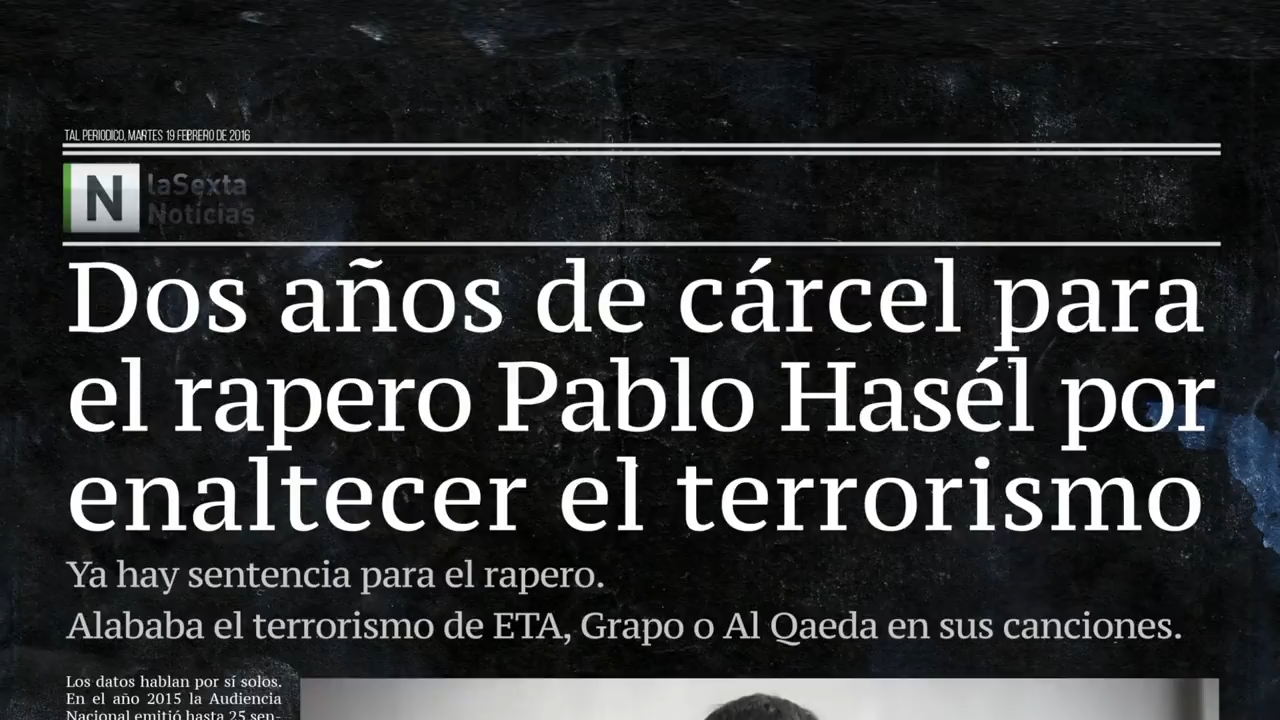 TAL PERIODICO, MARTES 19 FEBRERO DE 2016
N laSexta
Noticias
Dos años de cárcel para
el rapero Pablo Hasél por
enaltecer el terrorismo
Ya hay sentencia para el rapero.
Alababa el terrorismo de ETA, Grapo o Al Qaeda en sus canciones.
Los datos hablan por sí solos.
En el año 2015 la Audiencia
Nacional emitió hasta 25 sen-